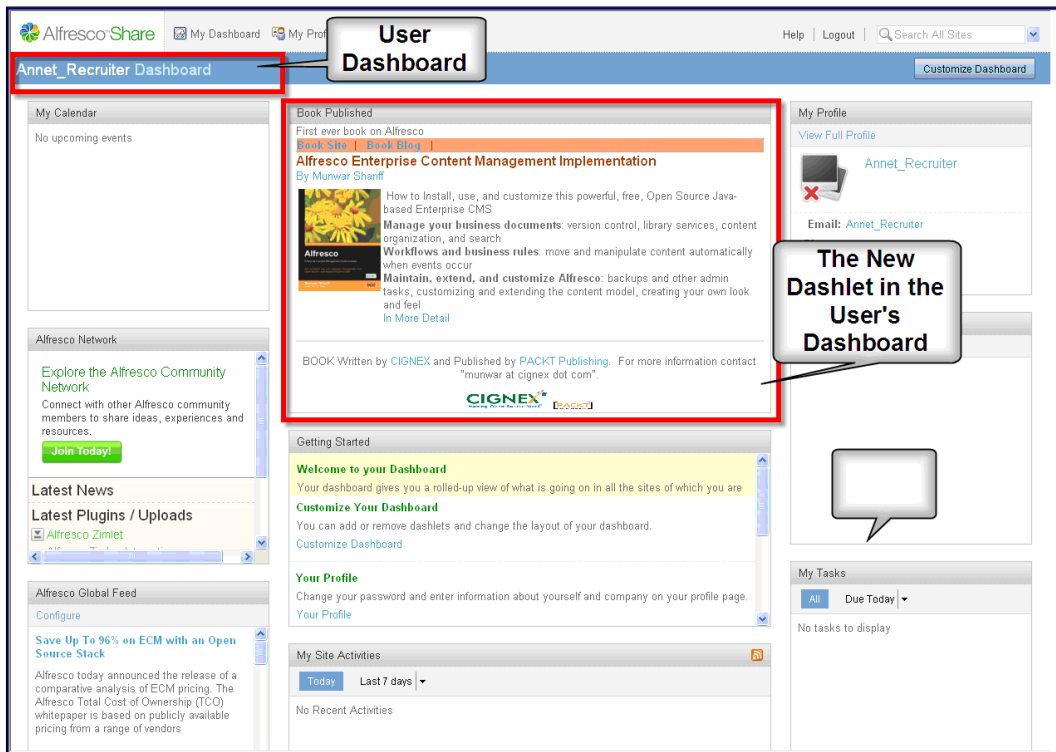 Alfresco Share
My Dashboard
My Prof
Help | Logout |
Search All Sites
User
Dashboard
Annet_Recruiter Dashboard
Customize Dashboard
My Calendar
No upcoming events
Book Published
First ever book on Alfresco
Book Site | Book Blog |
Alfresco Enterprise Content Management Implementation
By Munwar Shariff
How to Install, use, and customize this powerful, free, Open Source Java-
based Enterprise CMS
Manage your business documents: version control, library services, content
organization, and search
Workflows and business rules: move and manipulate content automatically
when events occur
Maintain, extend, and customize Alfresco: backups and other admin
tasks, customizing and extending the content model, creating your own look
and feel
In More Detail
Alfresco
BOOK Written by CIGNEX and Published by PACKT Publishing. For more information contact
"munwar at cignex dot com".
CIGNEX
[PACKT]
My Profile
View Full Profile
Annet_Recruiter
Email: Annet_Recruiter
The New
Dashlet in the
User's
Dashboard
Alfresco Network
Explore the Alfresco Community
Network
Connect with other Alfresco community
members to share ideas, experiences and
resources.
Join Today!
Latest News
Latest Plugins / Uploads
Alfresco Zimlet
Getting Started
Welcome to your Dashboard
Your dashboard gives you a rolled-up view of what is going on in all the sites of which you are
Customize Your Dashboard
You can add or remove dashlets and change the layout of your dashboard.
Customize Dashboard
Your Profile
Change your password and enter information about yourself and company on your profile page.
Your Profile
Alfresco Global Feed
Configure
Save Up To 96% on ECM with an Open
Source Stack
Alfresco today announced the release of a
comparative analysis of ECM pricing. The
Alfresco Total Cost of Ownership (TCO)
whitepaper is based on publicly available
pricing from a range of vendors
My Site Activities
Today
Last 7 days
No Recent Activities
My Tasks
All
Due Today
No tasks to display